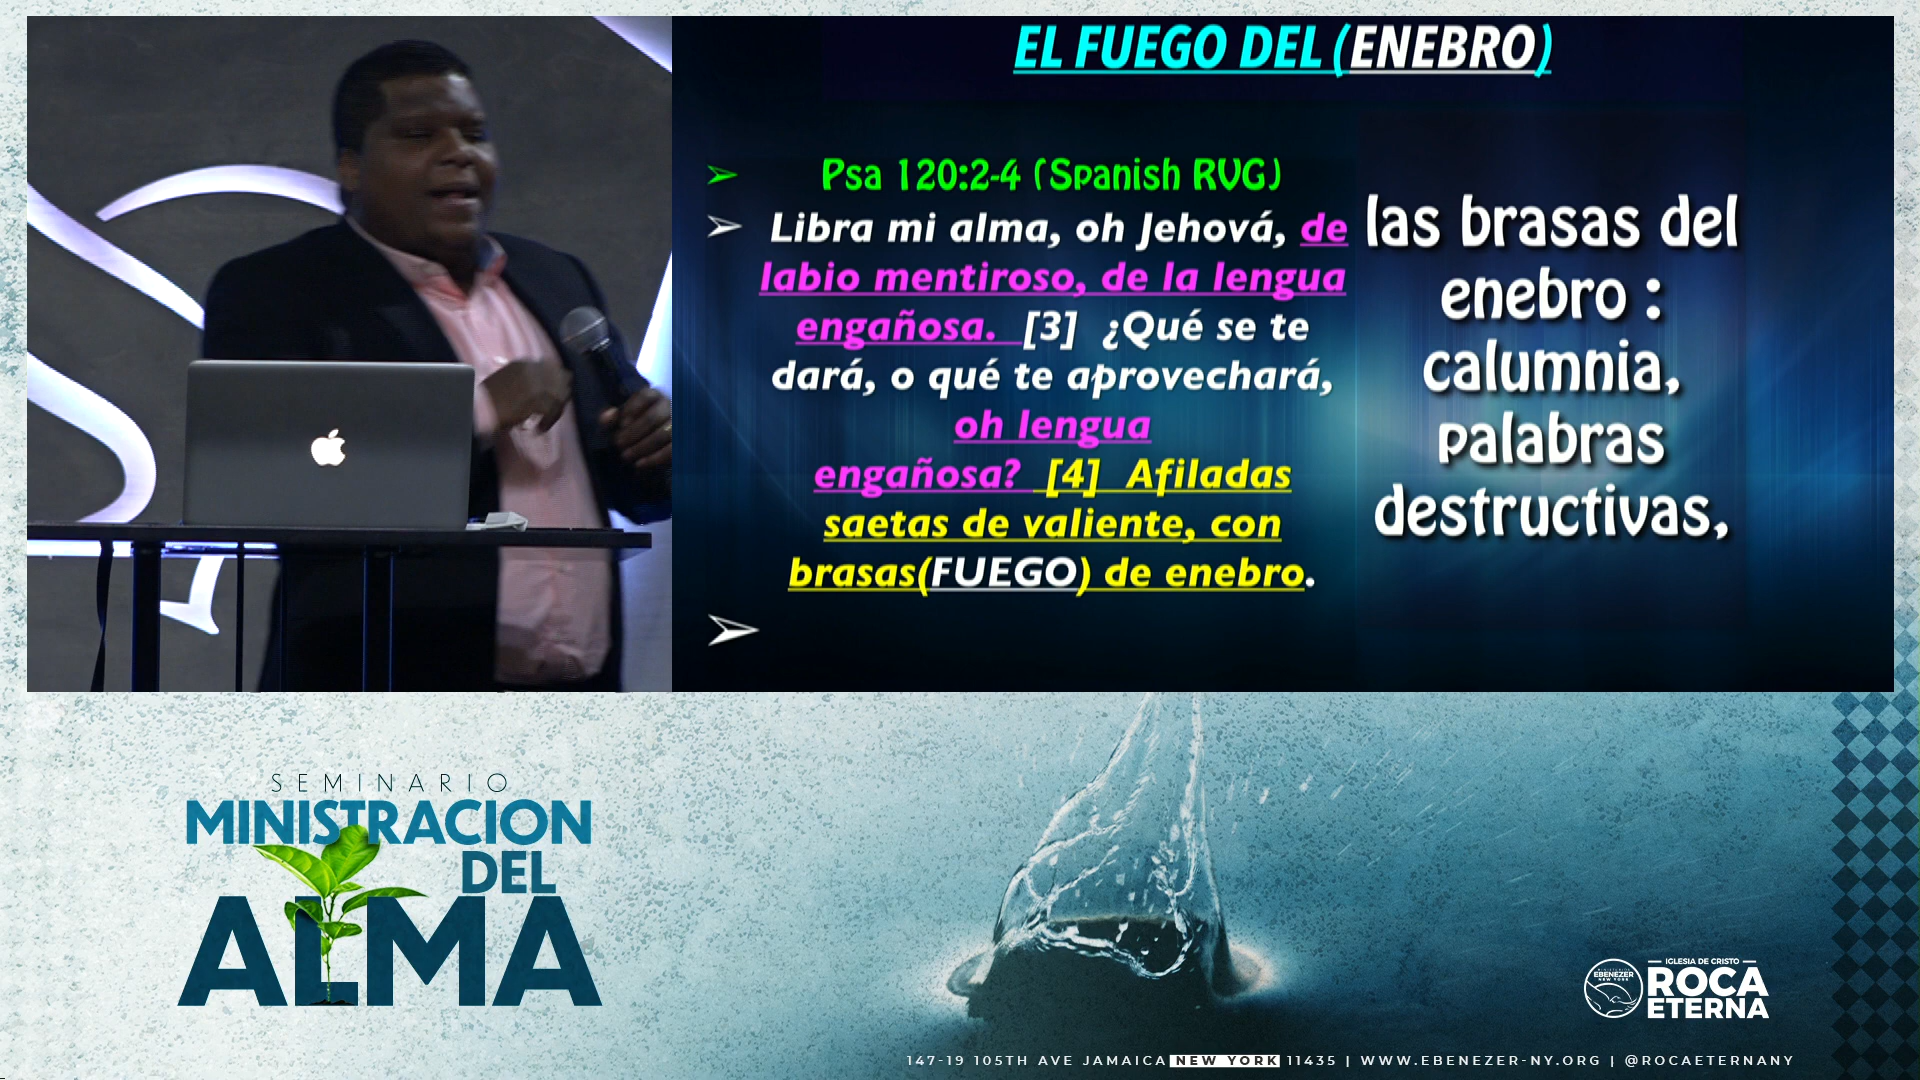 EL FUEGO DEL (ENEBRO)
➢ Psa 120:2-4 (Spanish RVG)
➢ Libra mi alma, oh Jehová, de
labio mentiroso, de la lengua
engañosa. [3] ¿Qué se te
dará, o qué te aprovechará,
oh lengua
engañosa? [4] Afiladas
saetas de valiente, con
brasas(FUEGO) de enebro.
➢
las brasas del
enebro :
calumnia,
palabras
destructivas,
SEMINARIO
MINISTRACION
DEL
ALMA
IGLESIA DE CRISTO
ROCA
ETERNA
MINISTERIOS
EBENEZER
NEW YORK
147-19 105TH AVE JAMAICA NEW YORK 11435 | WWW.EBENEZER-NY.ORG | @ROCAETERNANY